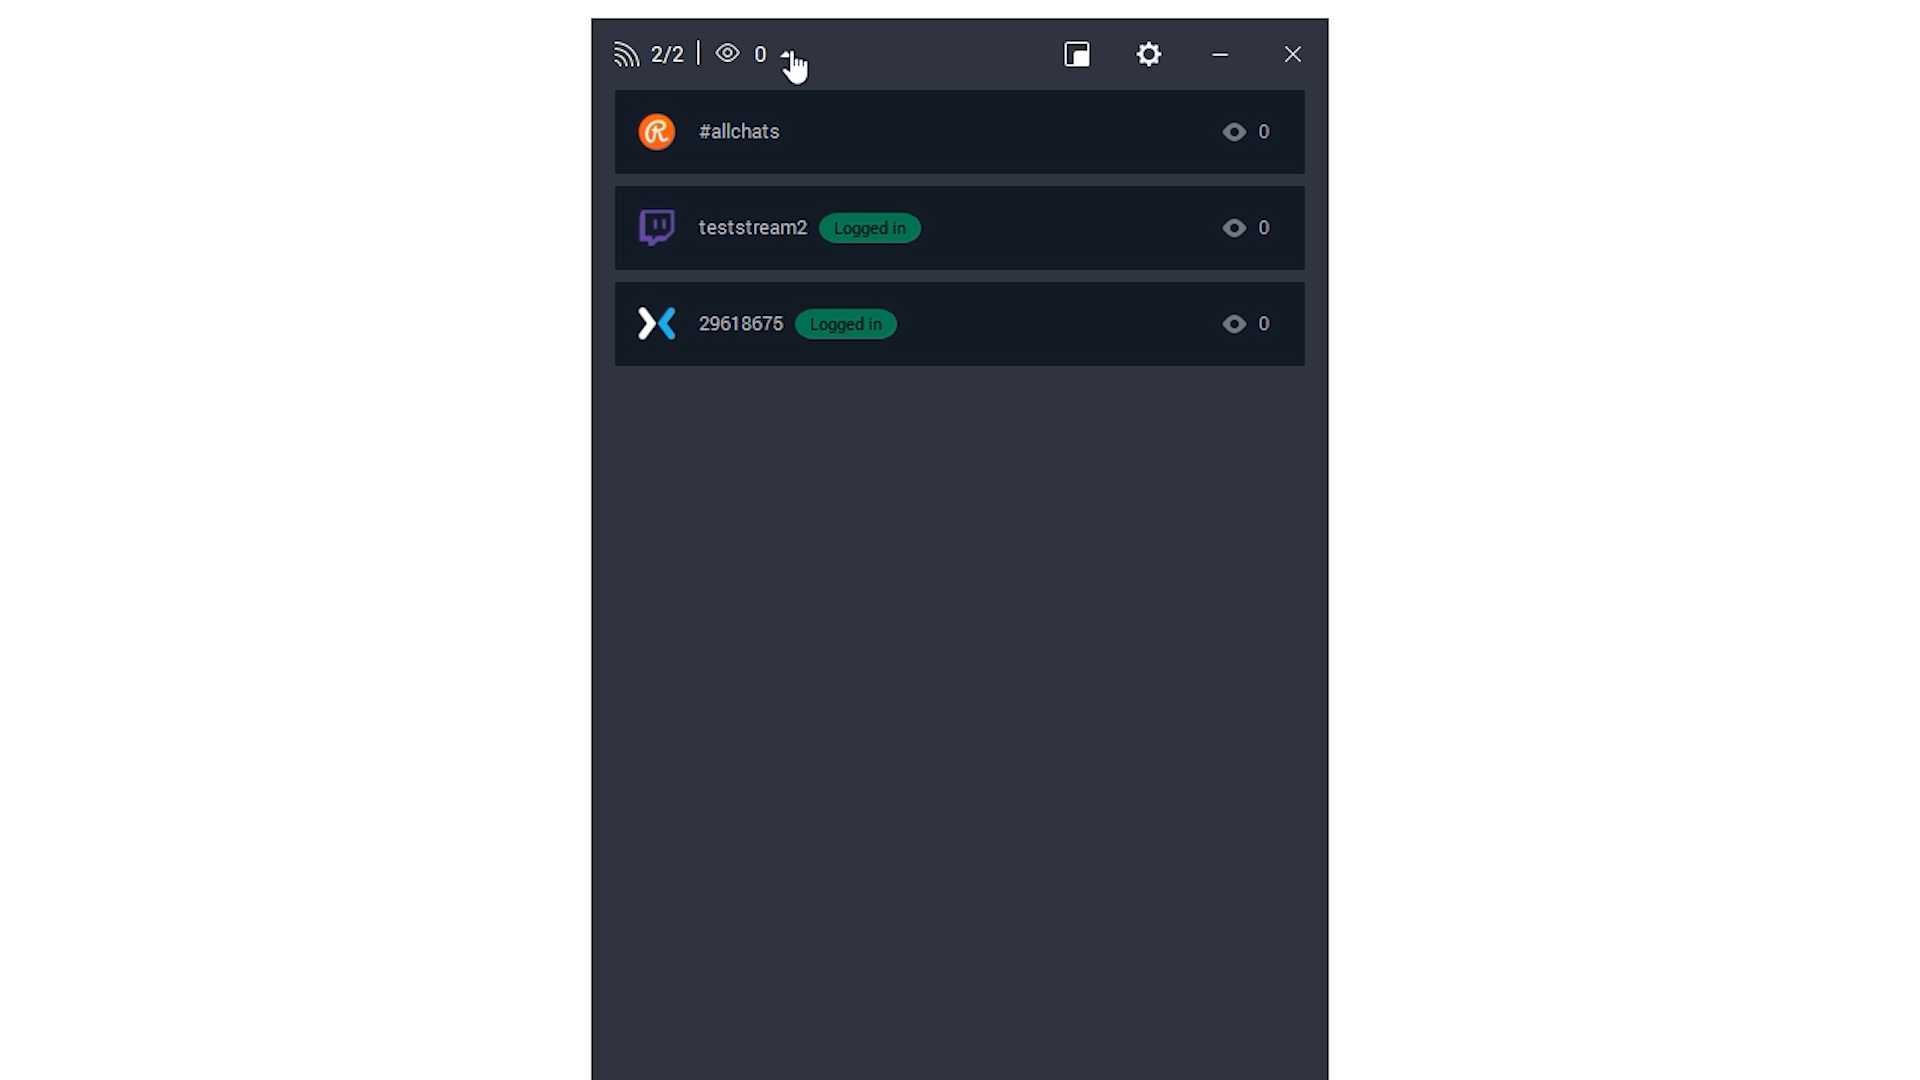 2/2 | 0
#allchats 0
teststream2 Logged in 0
29618675 Logged in 0